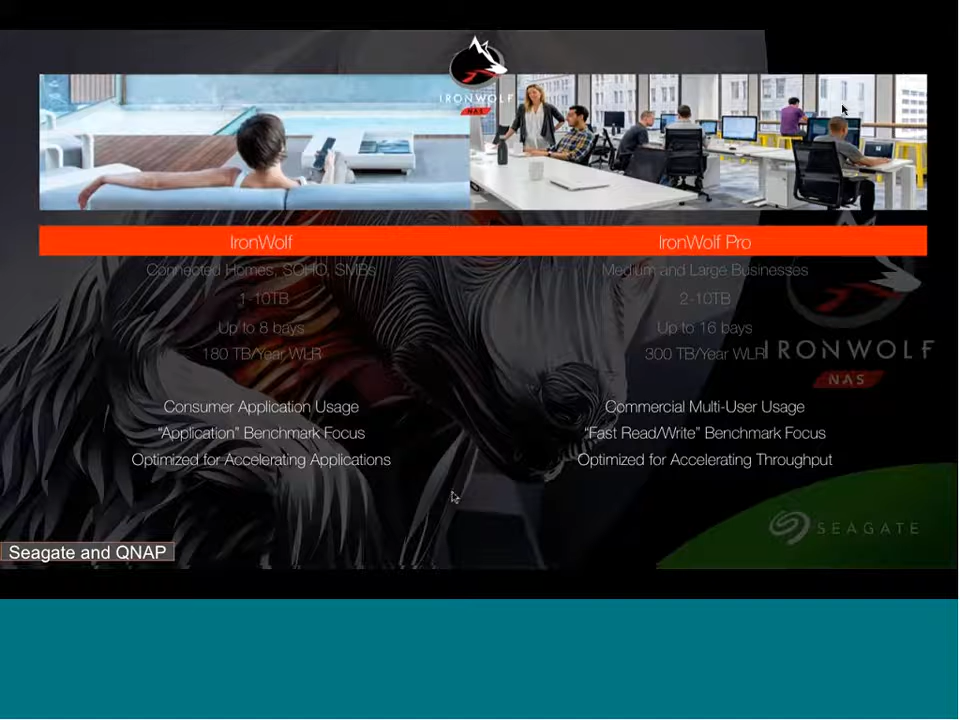 IRONWOLF
NAS
IronWolf
IronWolf Pro
Connected Homes, SOHO, SMBs
Medium and Large Businesses
1-10TB
2-10TB
Up to 8 bays
Up to 16 bays
180 TB/Year WLR
300 TB/Year WLR
IRONWOLF
NAS
Consumer Application Usage
Commercial Multi-User Usage
“Application” Benchmark Focus
“Fast Read/Write” Benchmark Focus
Optimized for Accelerating Applications
Optimized for Accelerating Throughput
SEAGATE
Seagate and QNAP